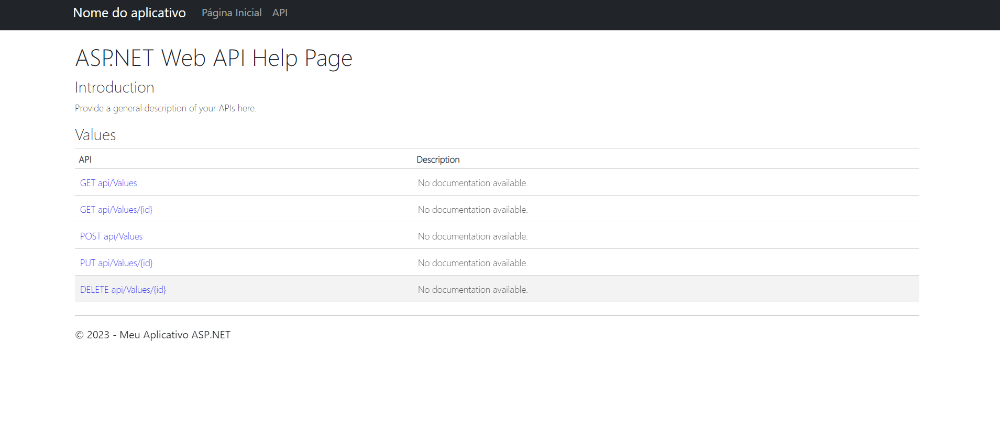 Nome do aplicativo Página Inicial API
ASP.NET Web API Help Page
Introduction
Provide a general description of your APIs here.
Values
API Description
GET api/Values No documentation available.
GET api/Values/{id} No documentation available.
POST api/Values No documentation available.
PUT api/Values/{id} No documentation available.
DELETE api/Values/{id} No documentation available.
© 2023 - Meu Aplicativo ASP.NET